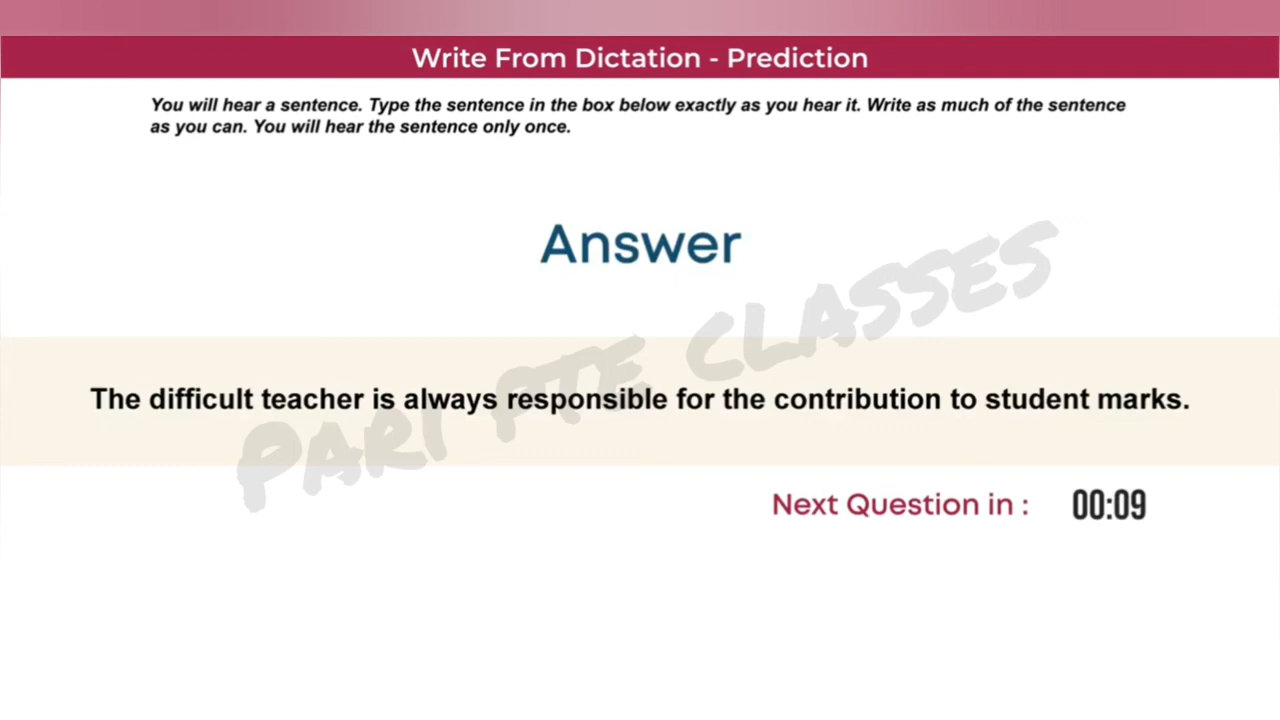 Write From Dictation - Prediction
You will hear a sentence. Type the sentence in the box below exactly as you hear it. Write as much of the sentence
as you can. You will hear the sentence only once.
Answer
The difficult teacher is always responsible for the contribution to student marks.
PARI PTE CLASSES
Next Question in : 00:09